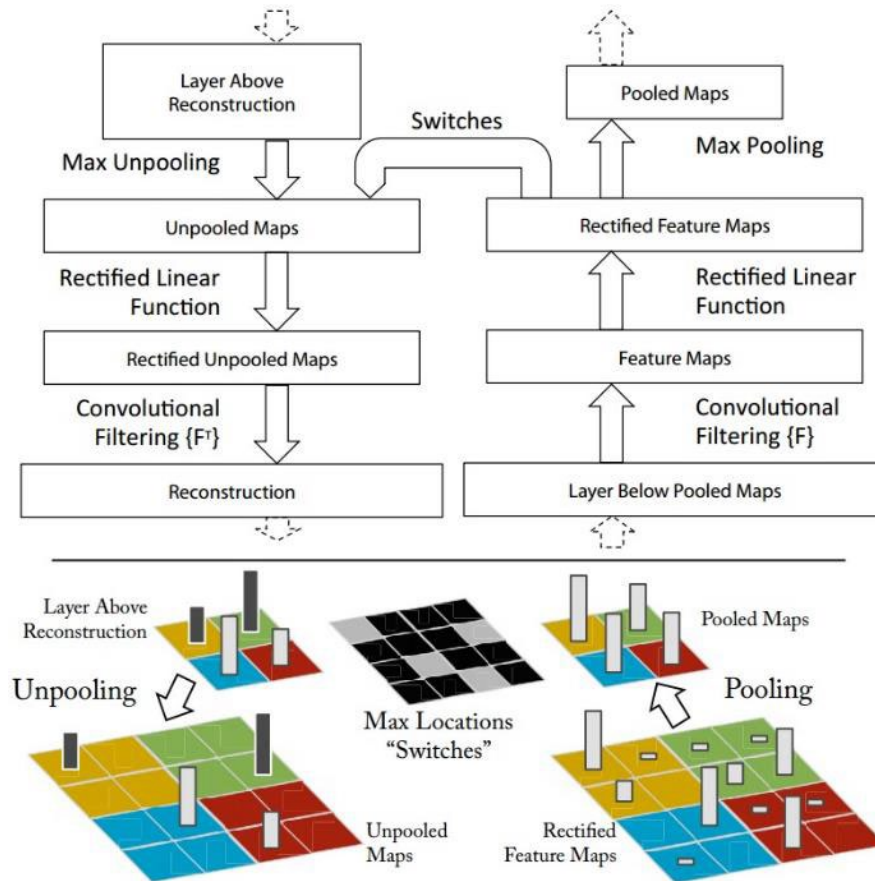 Layer Above
Reconstruction
Pooled Maps
Switches
Max Unpooling
Max Pooling
Unpooled Maps
Rectified Feature Maps
Rectified Linear
Function
Rectified Linear
Function
Rectified Unpooled Maps
Feature Maps
Convolutional
Filtering {Fᵀ}
Convolutional
Filtering {F}
Reconstruction
Layer Below Pooled Maps
Layer Above
Reconstruction
Pooled Maps
Unpooling
Pooling
Max Locations
“Switches”
Unpooled
Maps
Rectified
Feature Maps